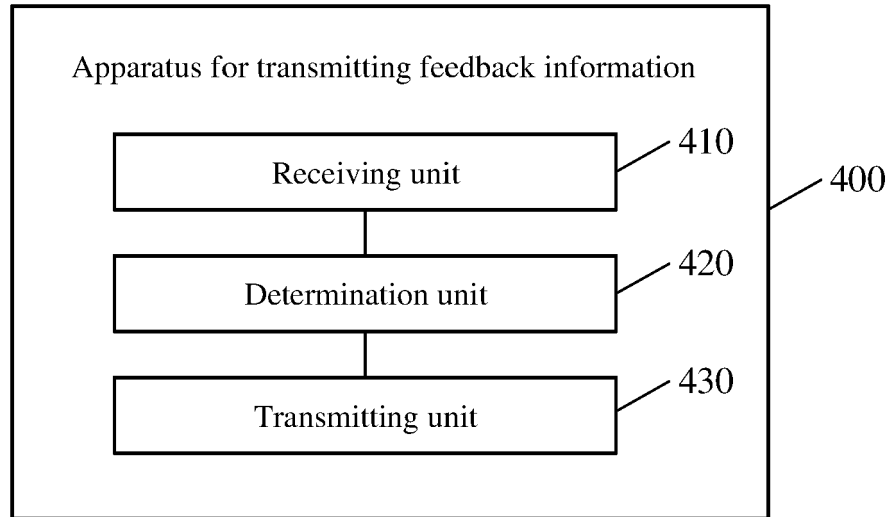 Apparatus for transmitting feedback information
410
Receiving unit
400
420
Determination unit
430
Transmitting unit